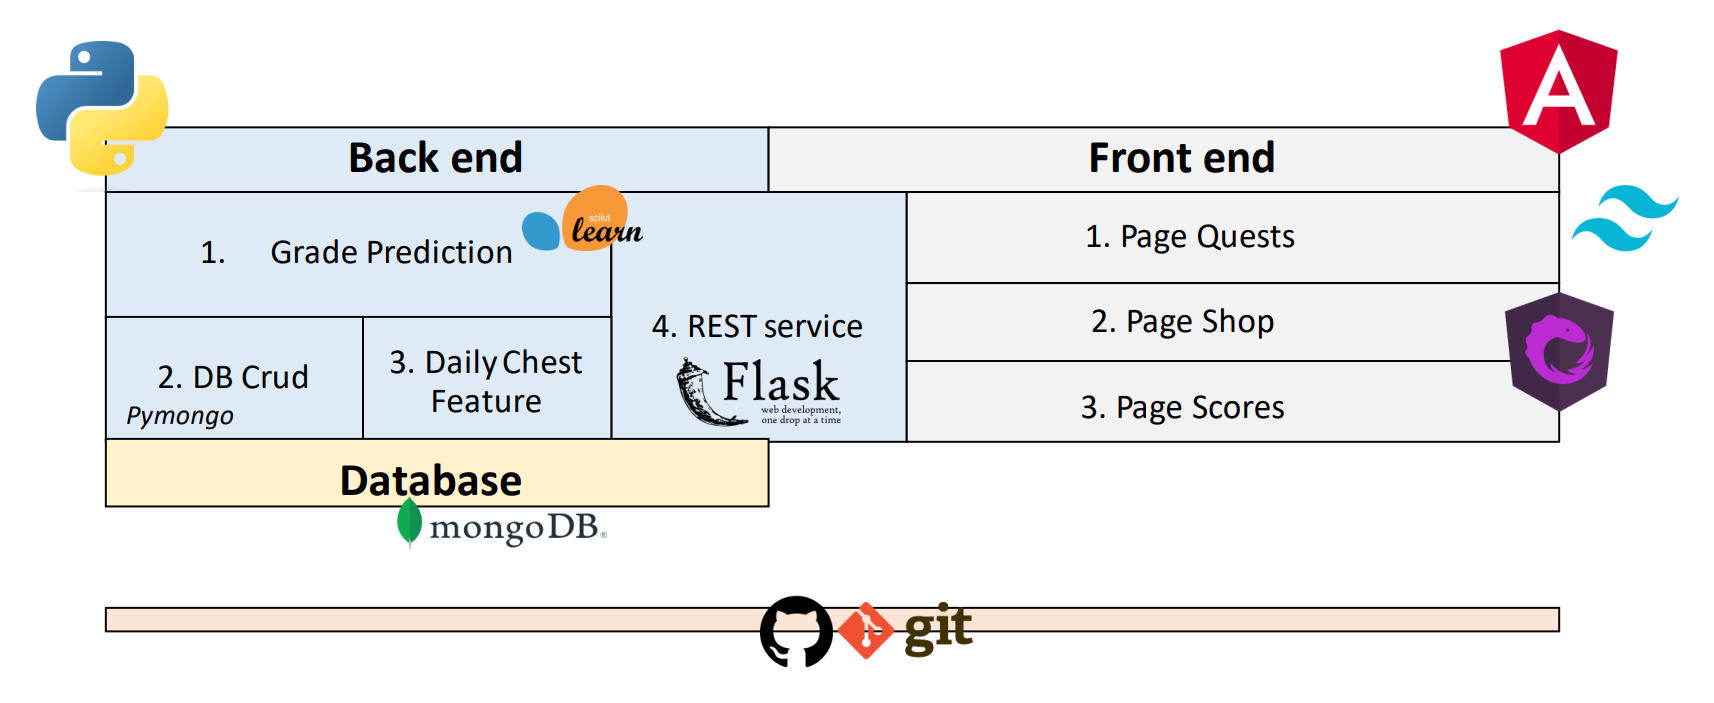 Back end
Front end
1. Grade Prediction
scikit
learn
2. DB Crud
Pymongo
3. Daily Chest
Feature
4. REST service
Flask
web development,
one drop at a time
1. Page Quests
2. Page Shop
3. Page Scores
Database
mongoDB®
git
A